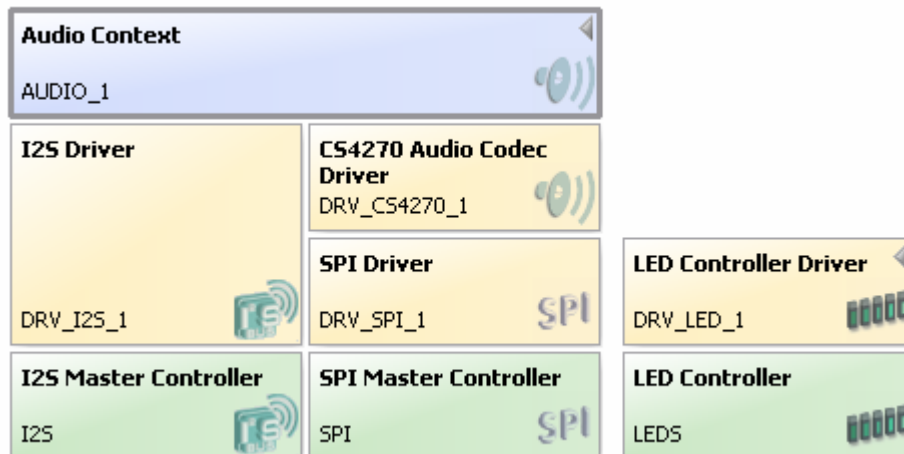 Audio Context
AUDIO_1
I2S Driver
DRV_I2S_1
CS4270 Audio Codec
Driver
DRV_CS4270_1
SPI Driver
DRV_SPI_1
SPI
LED Controller Driver
DRV_LED_1
I2S Master Controller
I2S
SPI Master Controller
SPI
SPI
LED Controller
LEDS